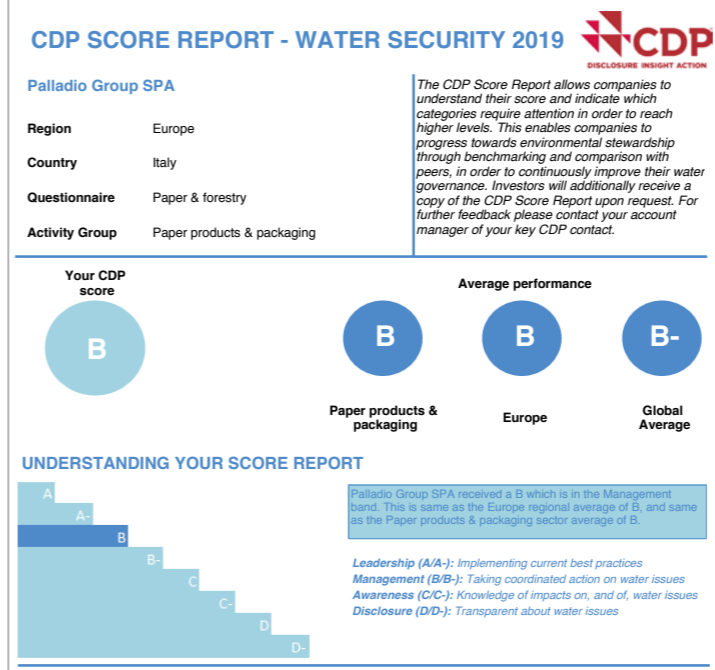 CDP SCORE REPORT - WATER SECURITY 2019
CDP
DISCLOSURE INSIGHT ACTION
Palladio Group SPA
Region Europe
Country Italy
Questionnaire Paper & forestry
Activity Group Paper products & packaging
The CDP Score Report allows companies to
understand their score and indicate which
categories require attention in order to reach
higher levels. This enables companies to
progress towards environmental stewardship
through benchmarking and comparison with
peers, in order to continuously improve their water
governance. Investors will additionally receive a
copy of the CDP Score Report upon request. For
further feedback please contact your account
manager of your key CDP contact.
Your CDP
score
B
Average performance
B
B
B-
Paper products &
packaging
Europe
Global
Average
UNDERSTANDING YOUR SCORE REPORT
A
A-
B
B-
C
C-
D
D-
Palladio Group SPA received a B which is in the Management
band. This is same as the Europe regional average of B, and same
as the Paper products & packaging sector average of B.
Leadership (A/A-): Implementing current best practices
Management (B/B-): Taking coordinated action on water issues
Awareness (C/C-): Knowledge of impacts on, and of, water issues
Disclosure (D/D-): Transparent about water issues